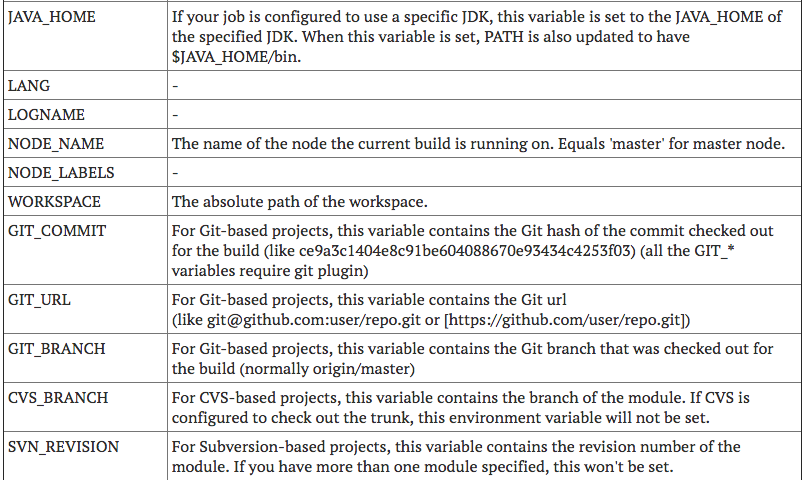 JAVA_HOME
If your job is configured to use a specific JDK, this variable is set to the JAVA_HOME of
the specified JDK. When this variable is set, PATH is also updated to have
$JAVA_HOME/bin.
LANG
-
LOGNAME
-
NODE_NAME
The name of the node the current build is running on. Equals 'master' for master node.
NODE_LABELS
-
WORKSPACE
The absolute path of the workspace.
GIT_COMMIT
For Git-based projects, this variable contains the Git hash of the commit checked out
for the build (like ce9a3c1404e8c91be604088670e93434c4253f03) (all the GIT_*
variables require git plugin)
GIT_URL
For Git-based projects, this variable contains the Git url
(like git@github.com:user/repo.git or [https://github.com/user/repo.git])
GIT_BRANCH
For Git-based projects, this variable contains the Git branch that was checked out for
the build (normally origin/master)
CVS_BRANCH
For CVS-based projects, this variable contains the branch of the module. If CVS is
configured to check out the trunk, this environment variable will not be set.
SVN_REVISION
For Subversion-based projects, this variable contains the revision number of the
module. If you have more than one module specified, this won't be set.